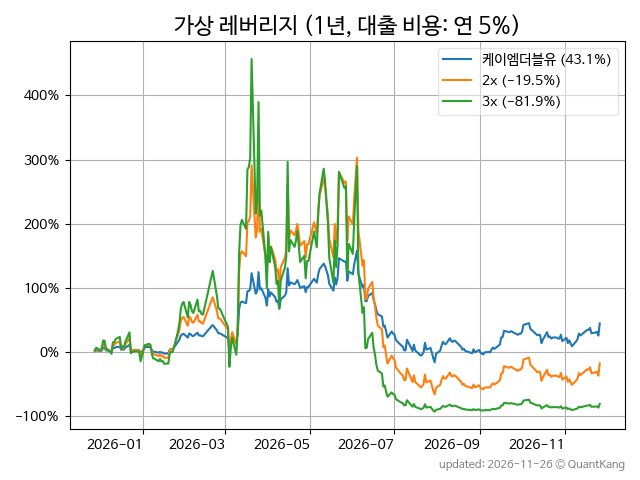 가상 레버리지 (1년, 대출 비용: 연 5%)
케이엠더블유 (43.1%)
2x (−19.5%)
3x (−81.9%)
400%
300%
200%
100%
0%
−100%
2026-01
2026-03
2026-05
2026-07
2026-09
2026-11
updated: 2026-11-26 © QuantKang